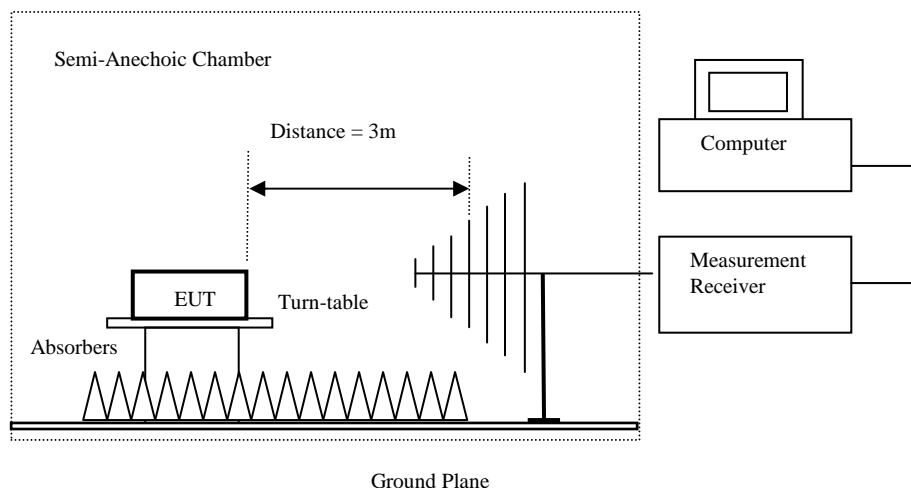 Semi-Anechoic Chamber
Distance = 3m
Computer
Measurement
Receiver
EUT
Turn-table
Absorbers
Ground Plane